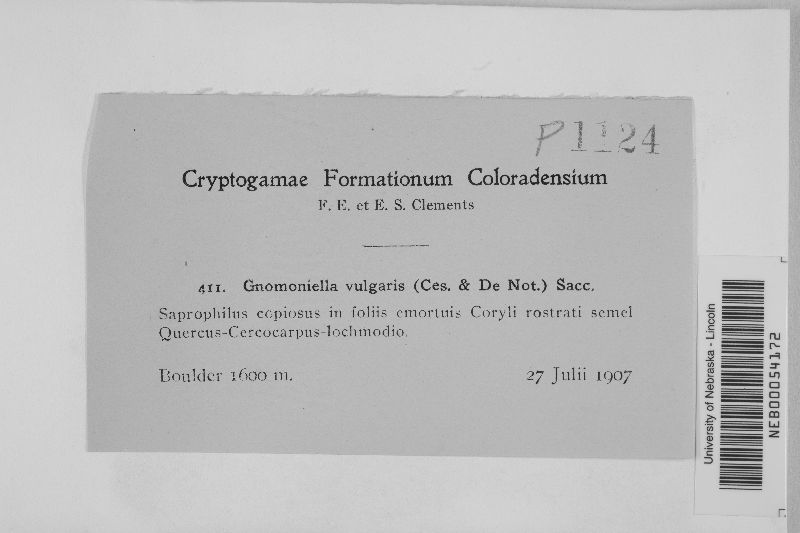 P 1124
Cryptogamae Formationum Coloradensium
F. E. et E. S. Clements
411. Gnomoniella vulgaris (Ces. & De Not.) Sacc.
Saprophilus copiosus in foliis emortuis Coryli rostrati semel
Quercus-Cercocarpus-lochmodio.
Boulder 1600 m. 27 Julii 1907
University of Nebraska - Lincoln
NEB00054172